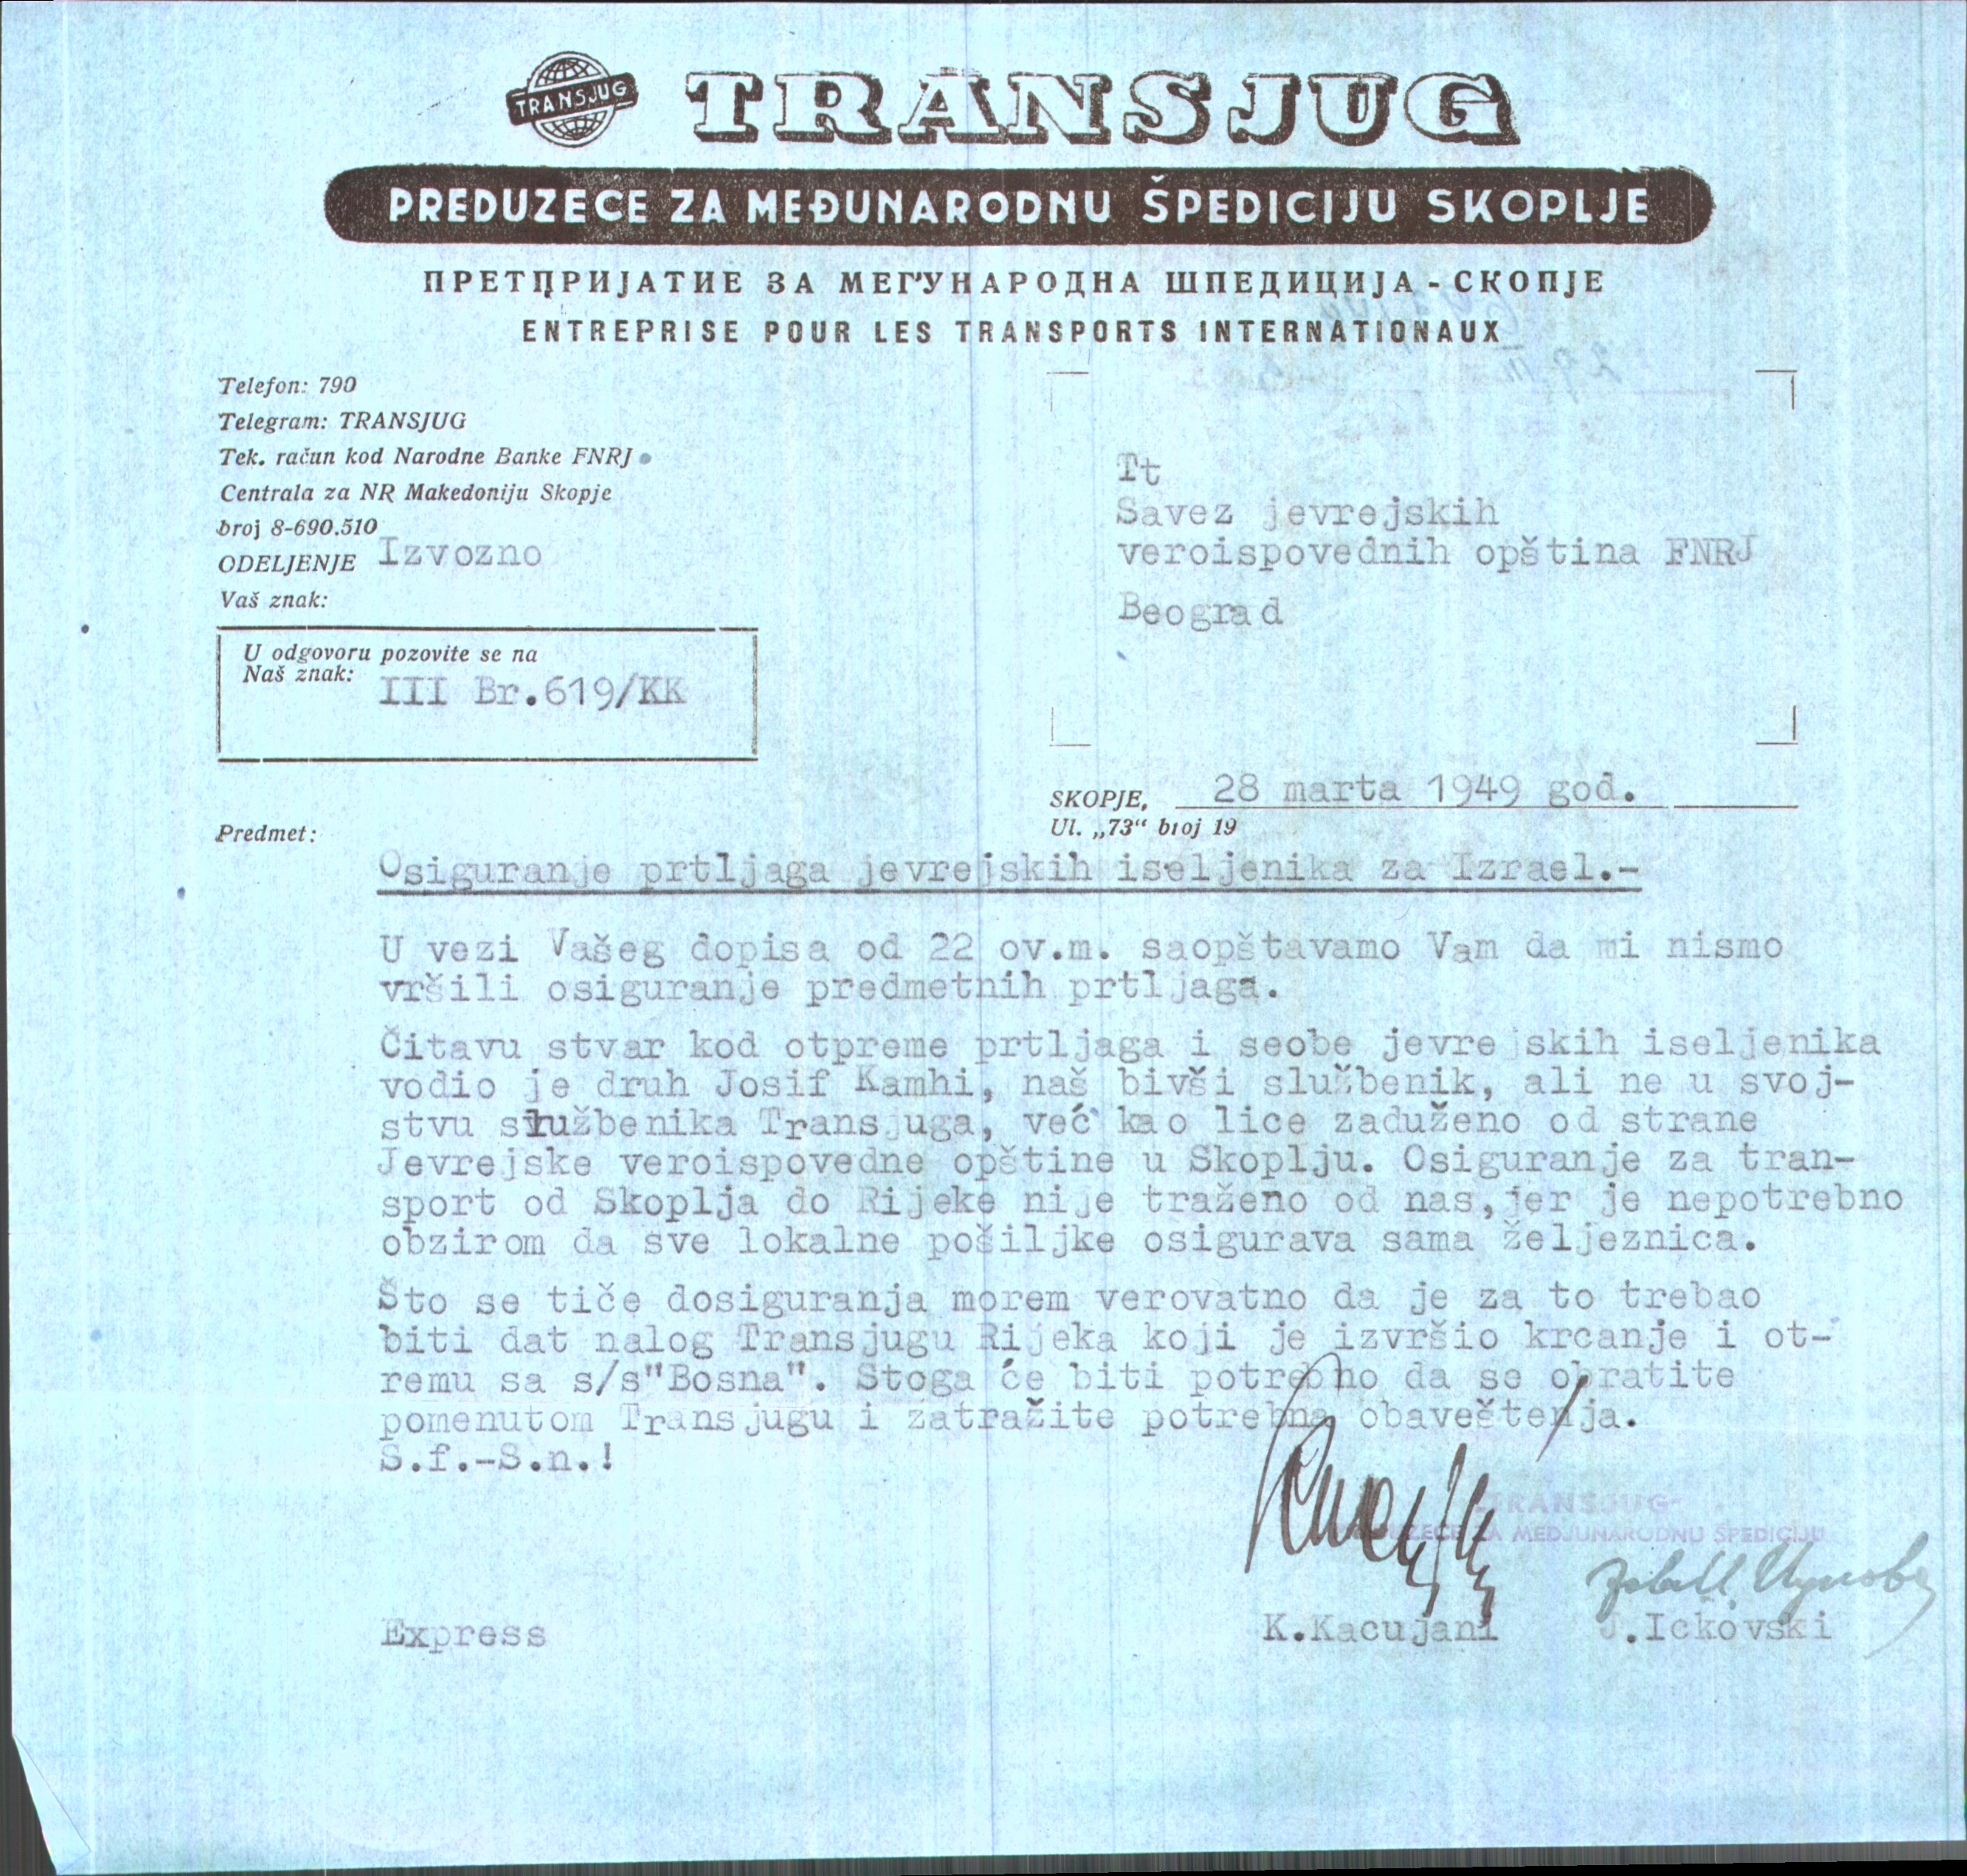 TRANSJUG
TRANSJUG
PREDUZEĆE ZA MEĐUNARODNU ŠPEDICIJU SKOPLJE
ПРЕТПРИЈАТИЕ ЗА МЕГ'УНАРОДНА ШПЕДИЦИЈА - СКОПЈЕ
ENTREPRISE POUR LES TRANSPORTS INTERNATIONAUX
Telefon: 790
Telegram: TRANSJUG
Tek. račun kod Narodne Banke FNRJ
Centrala za NR Makedoniju Skopje
broj 8-690.510
ODELJENJE Izvozno
Vaš znak:
U odgovoru pozovite se na
Naš znak: III Br.619/KK
Tt
Savez jevrejskih
veroispovednih opština FNRJ
Beograd
SKOPJE, 28 marta 1949 god.
Ul. „73“ broj 19
Predmet:
Osiguranje prtljaga jevrejskih iseljenika za Izrael.-
U vezi Vašeg dopisa od 22 ov.m. saopštavamo Vam da mi nismo
vršili osiguranje predmetnih prtljaga.
Čitavu stvar kod otpreme prtljaga i seobe jevrejskih iseljenika
vodio je druh Josif Kamhi, naš bivši službenik, ali ne u svoj-
stvu službenika Transjuga, već kao lice zaduženo od strane
Jevrejske veroispovedne opštine u Skoplju. Osiguranje za tran-
sport od Skoplja do Rijeke nije traženo od nas,jer je nepotrebno
obzirom da sve lokalne pošiljke osigurava sama željeznica.
Što se tiče dosiguranja morem verovatno da je za to trebao
biti dat nalog Transjugu Rijeka koji je izvršio krcanje i ot-
remu sa s/s"Bosna". Stoga će biti potrebno da se obratite
pomenutom Transjugu i zatražite potrebna obaveštenja.
S.f.-S.n.!
TRANSJUG
PREDUZEĆE ZA MEDJUNARODNU ŠPEDICIJU
Express
K.Kacujani J.Ickovski